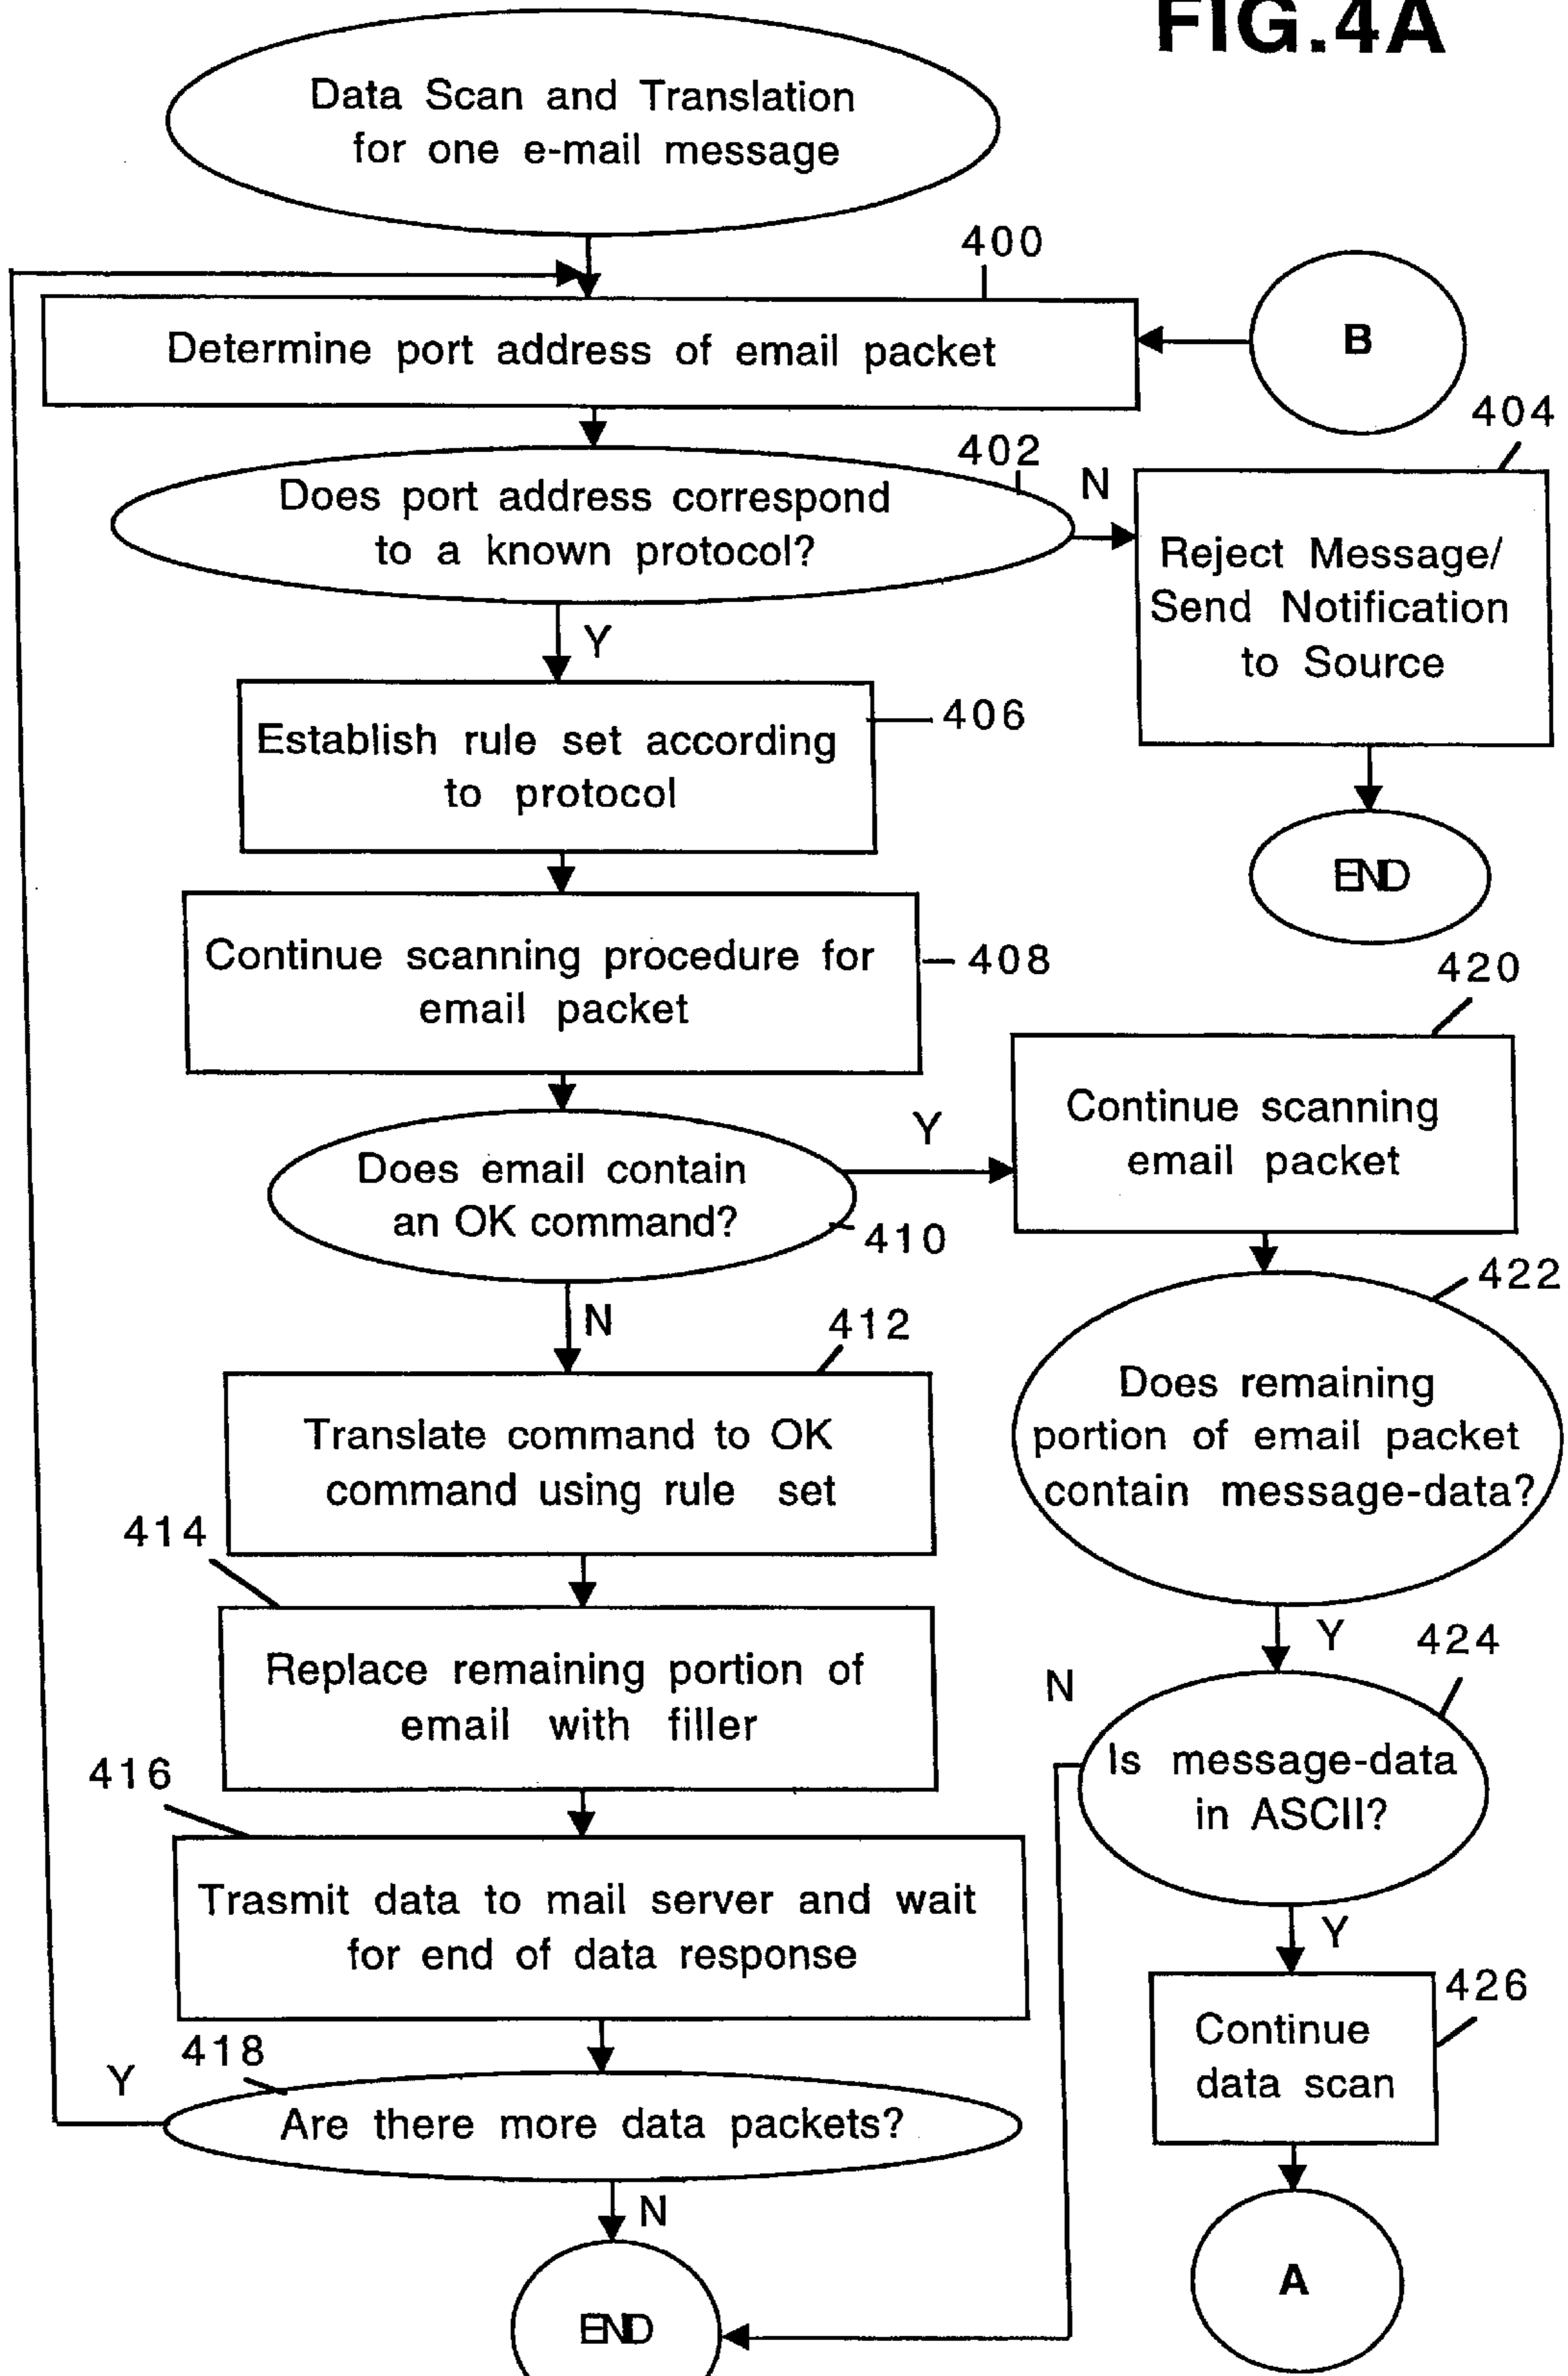 FIG.4A
Data Scan and Translation
for one e-mail message
400
Determine port address of email packet
B
402
Does port address correspond
to a known protocol?
N
404
Reject Message/
Send Notification
to Source
END
Y
Establish rule set according
to protocol
406
Continue scanning procedure for
email packet
408
Does email contain
an OK command?
410
Y
420
Continue scanning
email packet
N
412
Translate command to OK
command using rule set
422
Does remaining
portion of email packet
contain message-data?
414
Replace remaining portion of
email with filler
Y
424
N
Is message-data
in ASCII?
416
Trasmit data to mail server and wait
for end of data response
Y
426
Continue
data scan
418
Y
Are there more data packets?
N
END
A